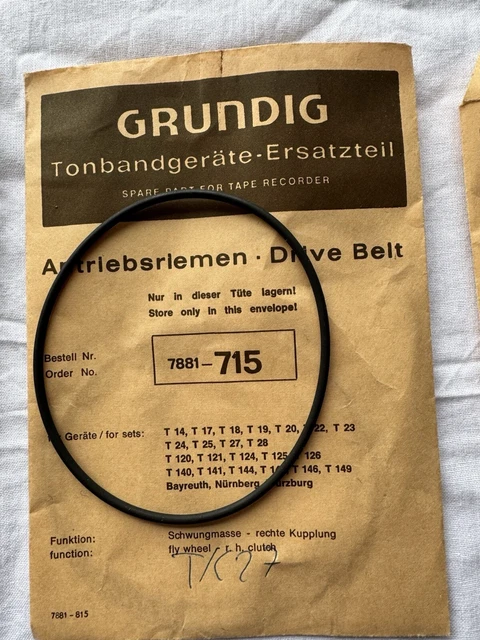 GRUNDIG
Tonbandgeräte-Ersatzteil
SPARE PART FOR TAPE RECORDER
Antriebsriemen · Drive Belt
Nur in dieser Tüte lagern!
Store only in this envelope!
Bestell Nr.
Order No.
7881-715
Geräte / for sets:
T 14, T 17, T 18, T 19, T 20, 22, T 23
T 24, T 25, T 27, T 28
T 120, T 121, T 124, T 125, 126
T 140, T 141, T 144, T 146, T 149
Bayreuth, Nürnberg
Funktion:
function:
Schwungmasse - rechte Kupplung
fly wheel - r. h. clutch
7881-815